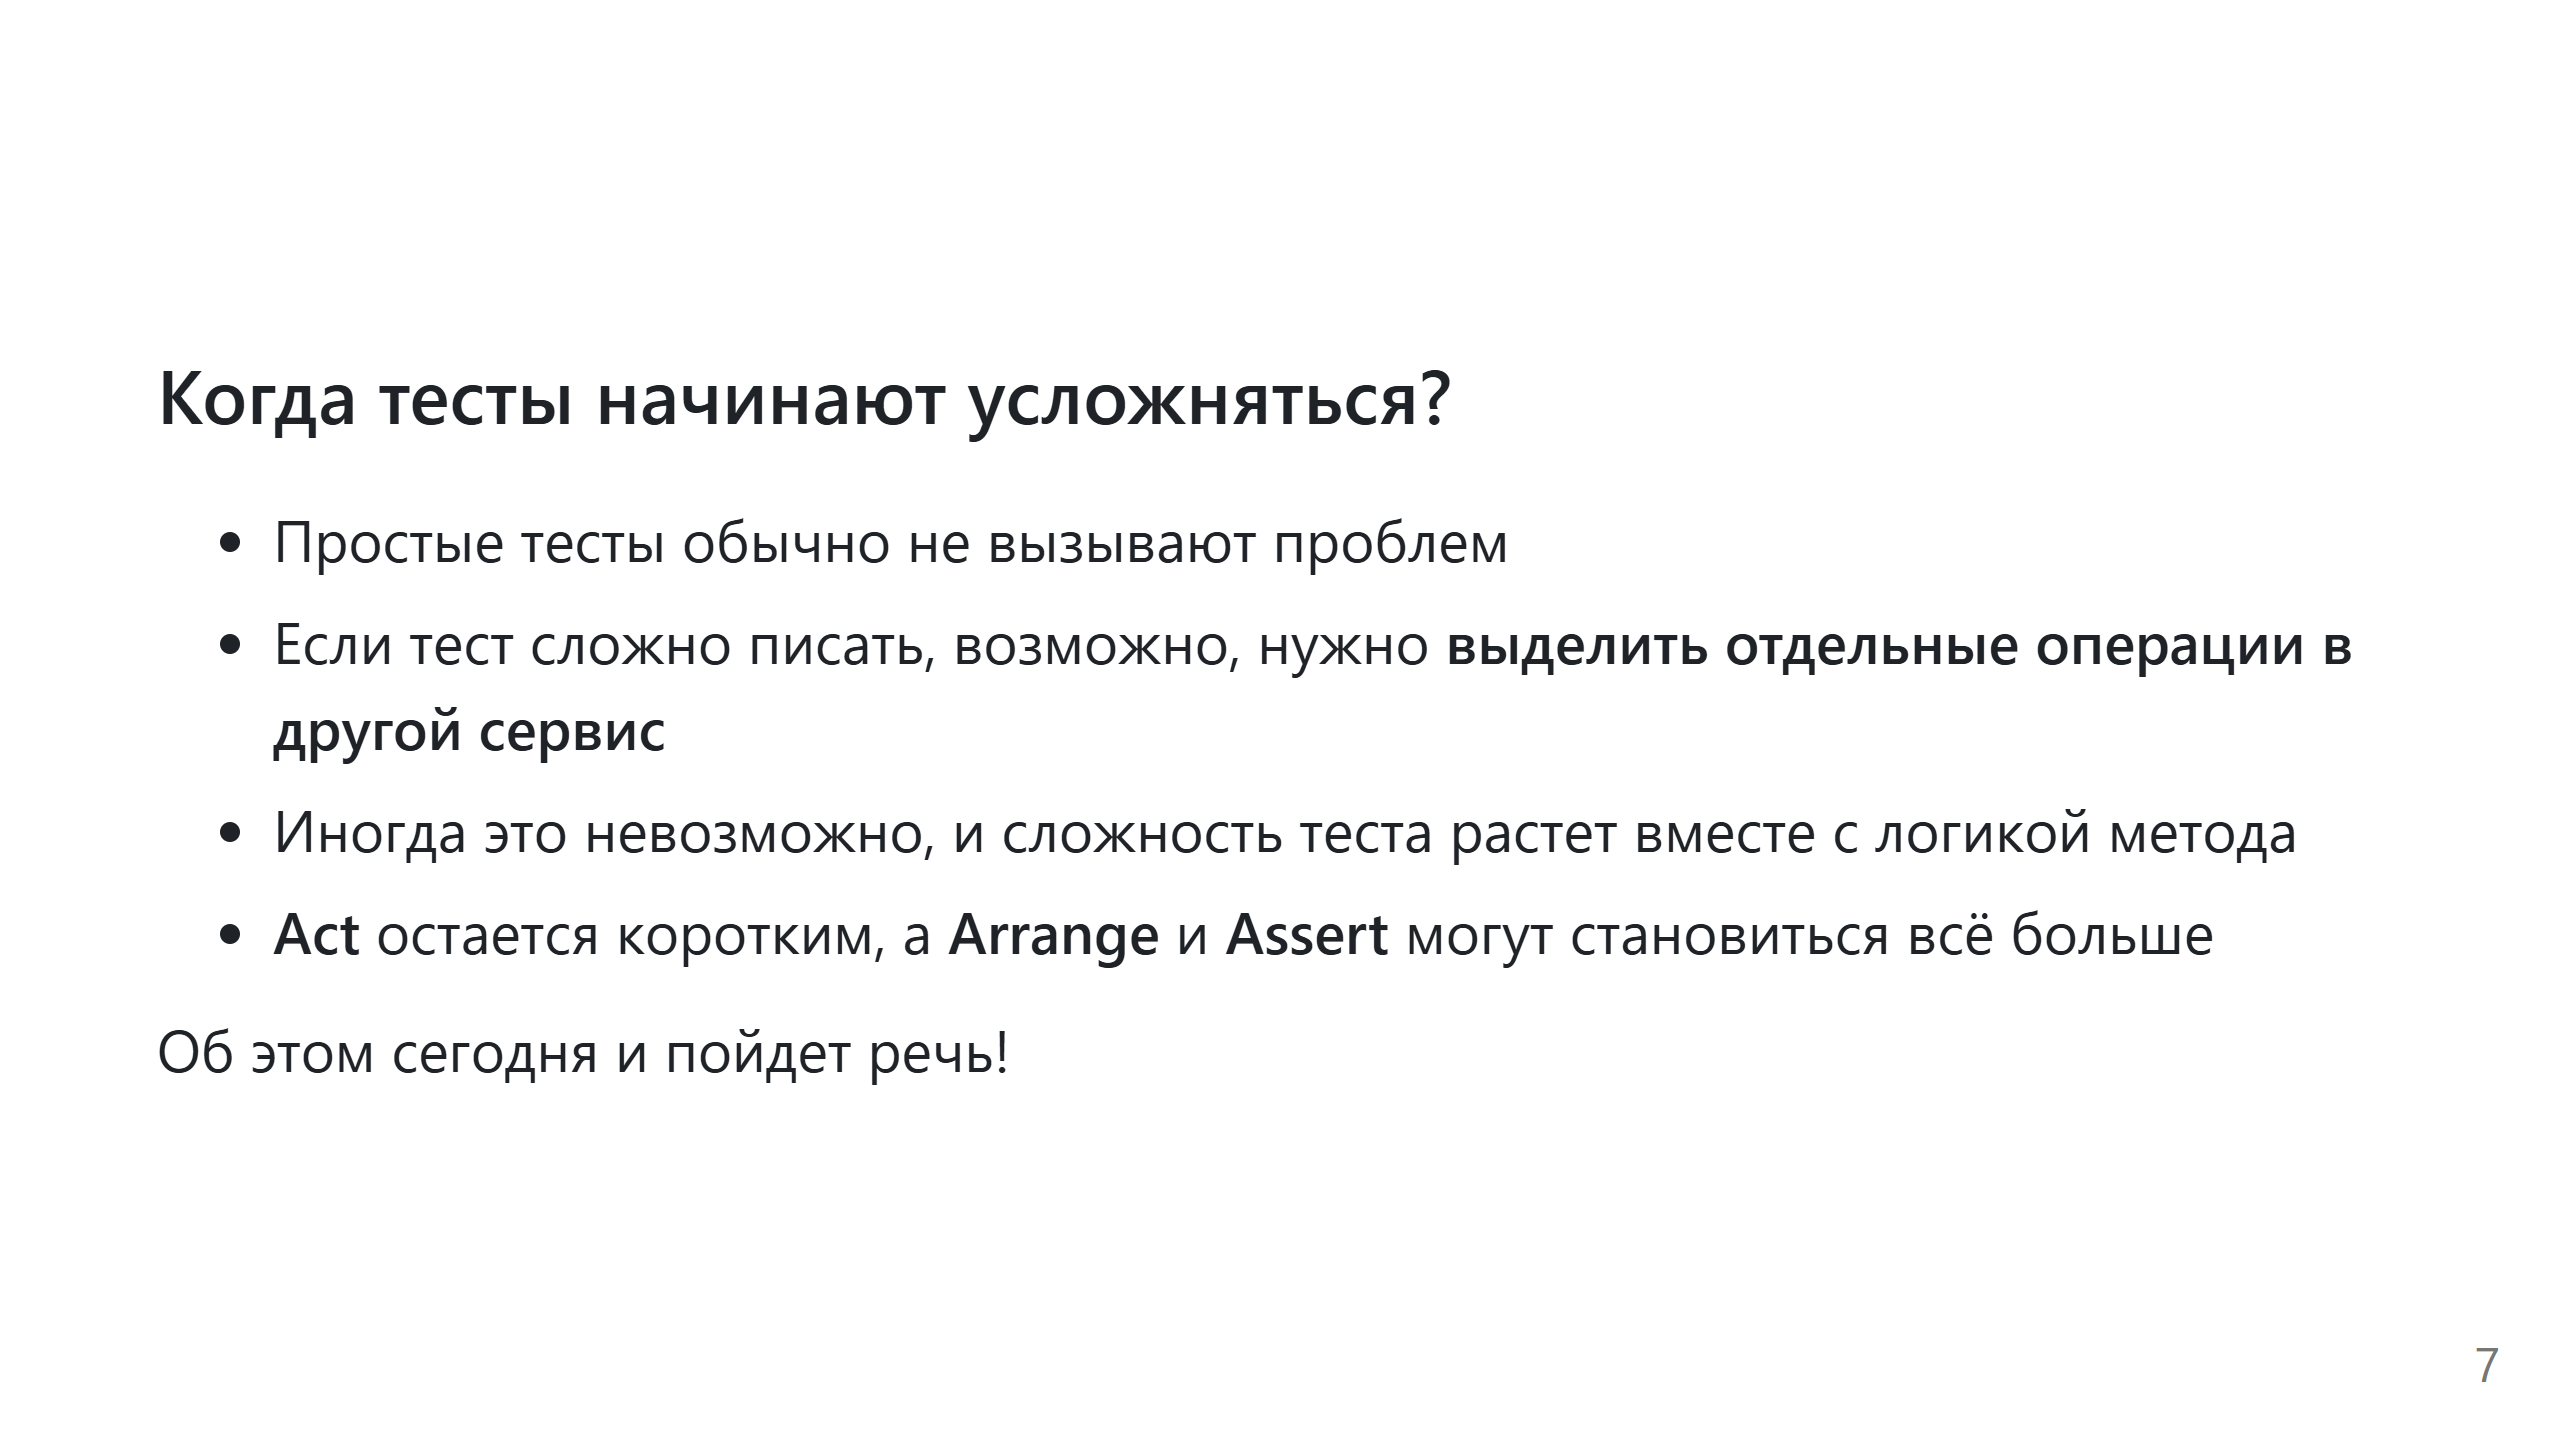 Когда тесты начинают усложняться?
Простые тесты обычно не вызывают проблем
Если тест сложно писать, возможно, нужно выделить отдельные операции в
другой сервис
Иногда это невозможно, и сложность теста растет вместе с логикой метода
Act остается коротким, а Arrange и Assert могут становиться всё больше
Об этом сегодня и пойдет речь!
7